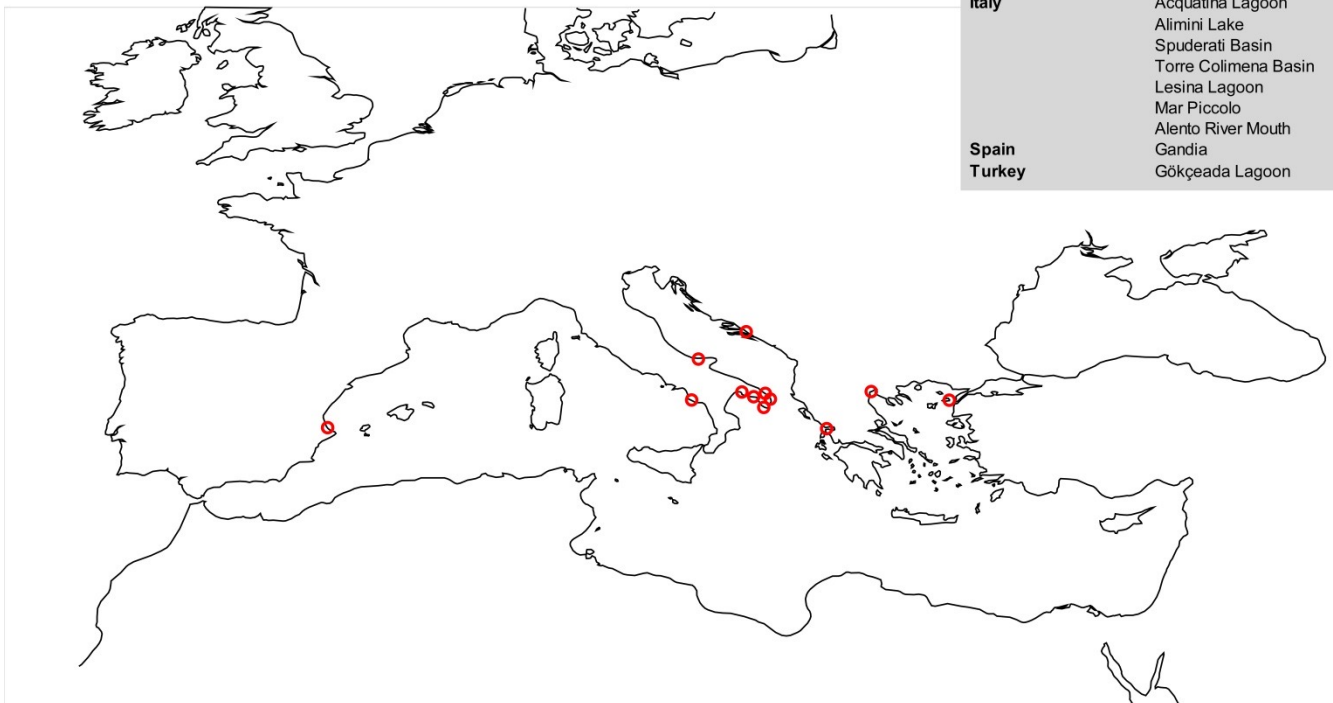 Italy Acquatina Lagoon
Alimini Lake
Spuderati Basin
Torre Colimena Basin
Lesina Lagoon
Mar Piccolo
Alento River Mouth
Spain Gandia
Turkey Gökçeada Lagoon